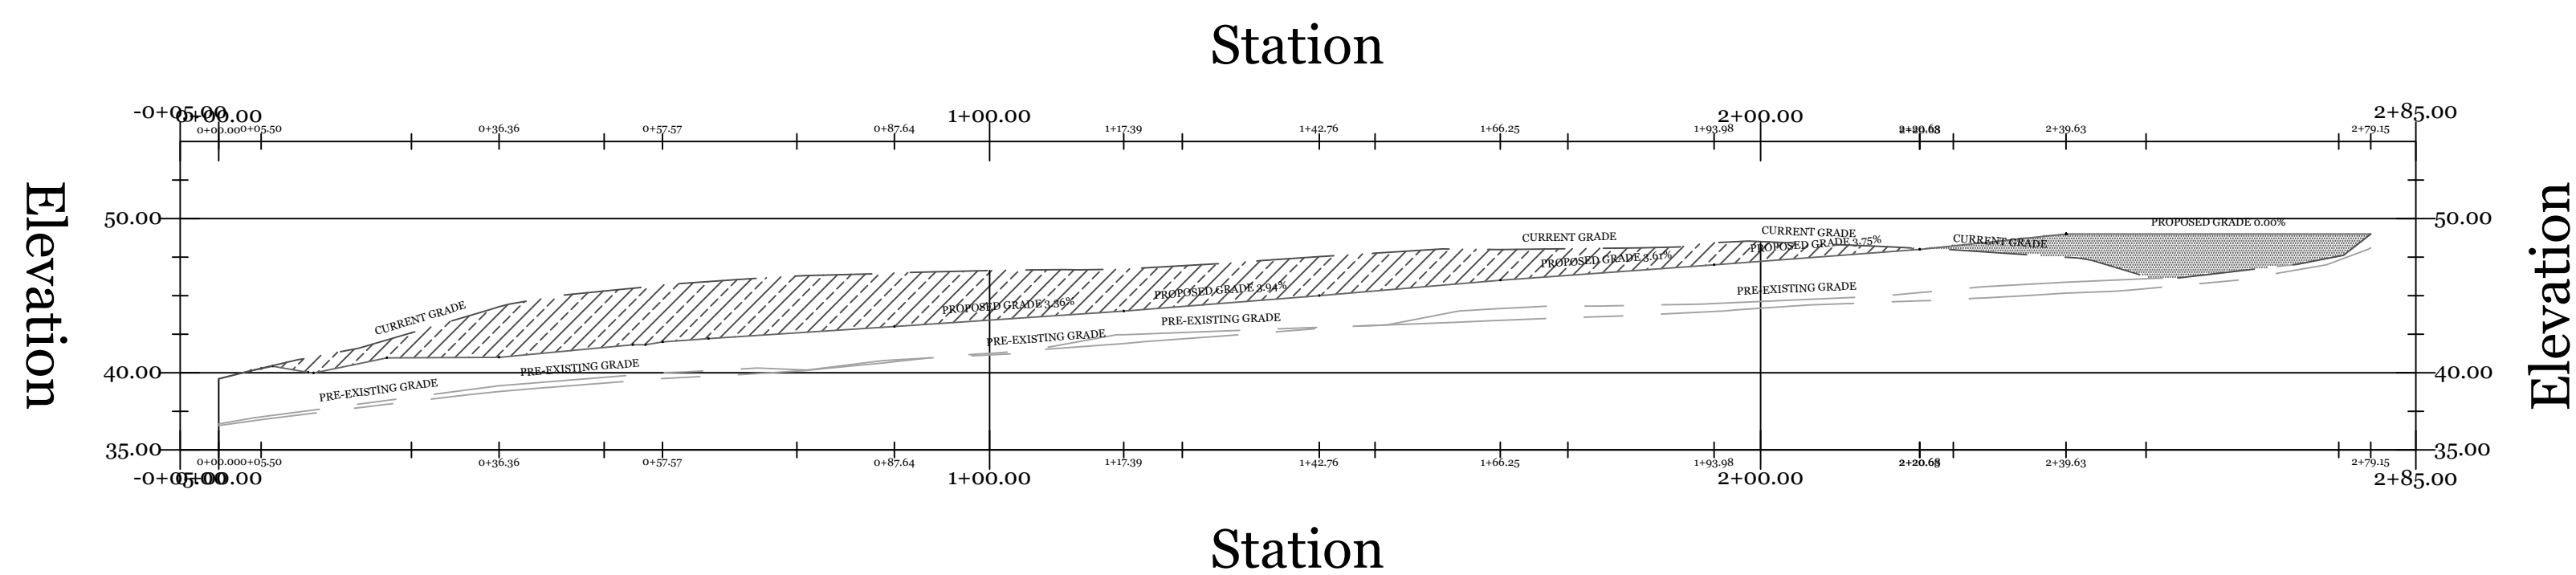 Station
-0+05.00 0+00.00 1+00.00 2+00.00 2+85.00
0+00.00 0+05.50 0+36.36 0+57.57 0+87.64 1+17.39 1+42.76 1+66.25 1+93.98 2+39.63 2+79.15
Elevation
Elevation
50.00 50.00
PROPOSED GRADE 0.00%
CURRENT GRADE CURRENT GRADE CURRENT GRADE
PROPOSED GRADE 3.75%
PROPOSED GRADE 3.61%
PROPOSED GRADE 3.94% PRE-EXISTING GRADE
PROPOSED GRADE 3.36%
CURRENT GRADE PRE-EXISTING GRADE
PRE-EXISTING GRADE
40.00 PRE-EXISTING GRADE 40.00
PRE-EXISTING GRADE
35.00 35.00
0+00.00 0+05.50 0+36.36 0+57.57 0+87.64 1+17.39 1+42.76 1+66.25 1+93.98 2+39.63 2+79.15
-0+05.00 0+00.00 1+00.00 2+00.00 2+85.00
Station